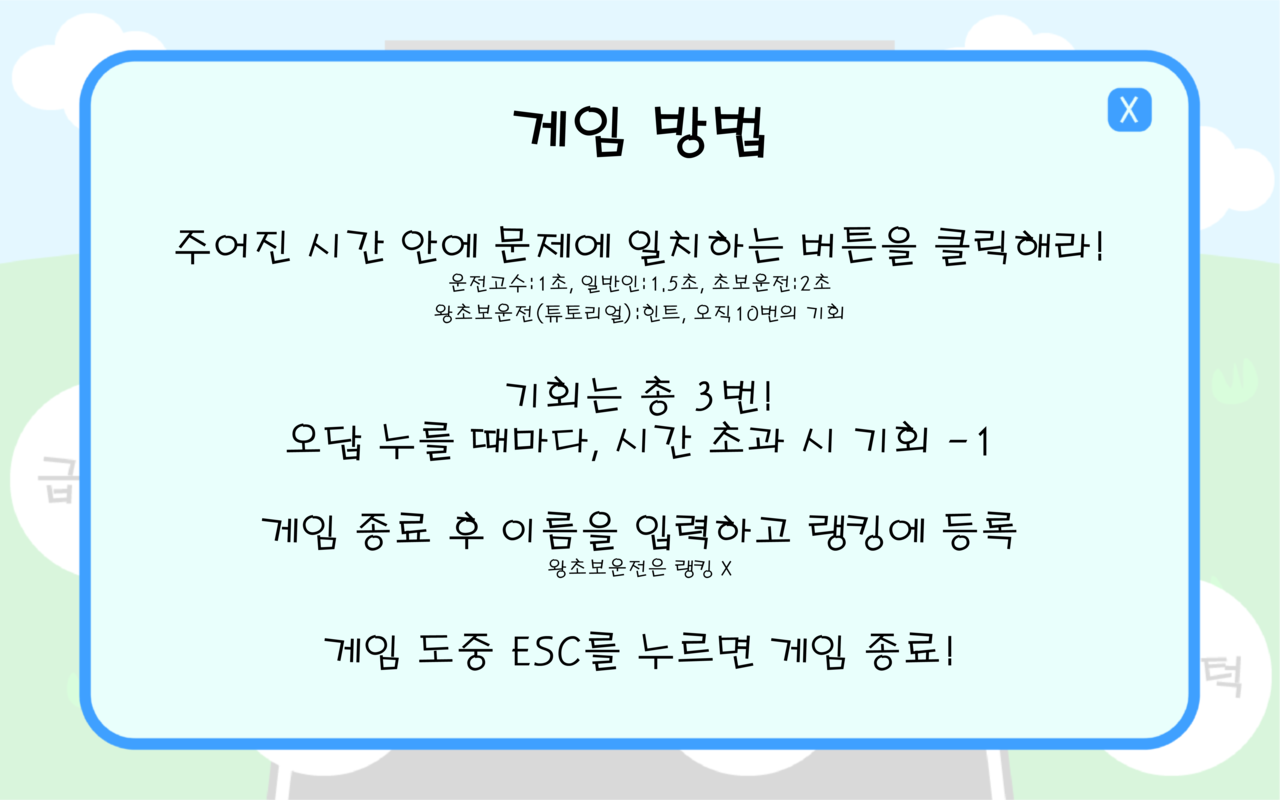 게임 방법
X
주어진 시간 안에 문제에 일치하는 버튼을 클릭해라!
운전고수:1초, 일반인:1.5초, 초보운전:2초
왕초보운전(튜토리얼):힌트, 오직10번의 기회
기회는 총 3번!
오답 누를 때마다, 시간 초과 시 기회 -1
급
게임 종료 후 이름을 입력하고 랭킹에 등록
왕초보운전은 랭킹 X
게임 도중 ESC를 누르면 게임 종료!
턱